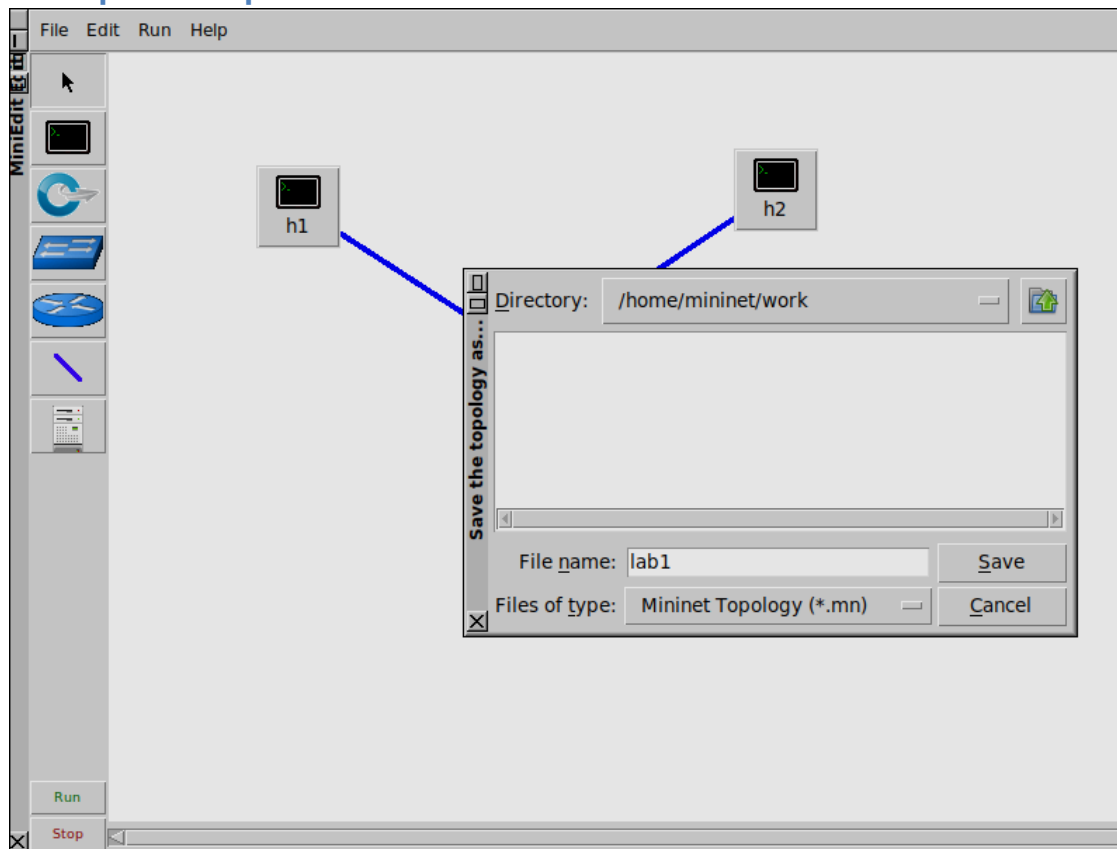 File Edit Run Help
MiniEdit
h1
h2
Save the topology as...
Directory: /home/mininet/work
File name: lab1
Save
Files of type: Mininet Topology (*.mn)
Cancel
Run
Stop